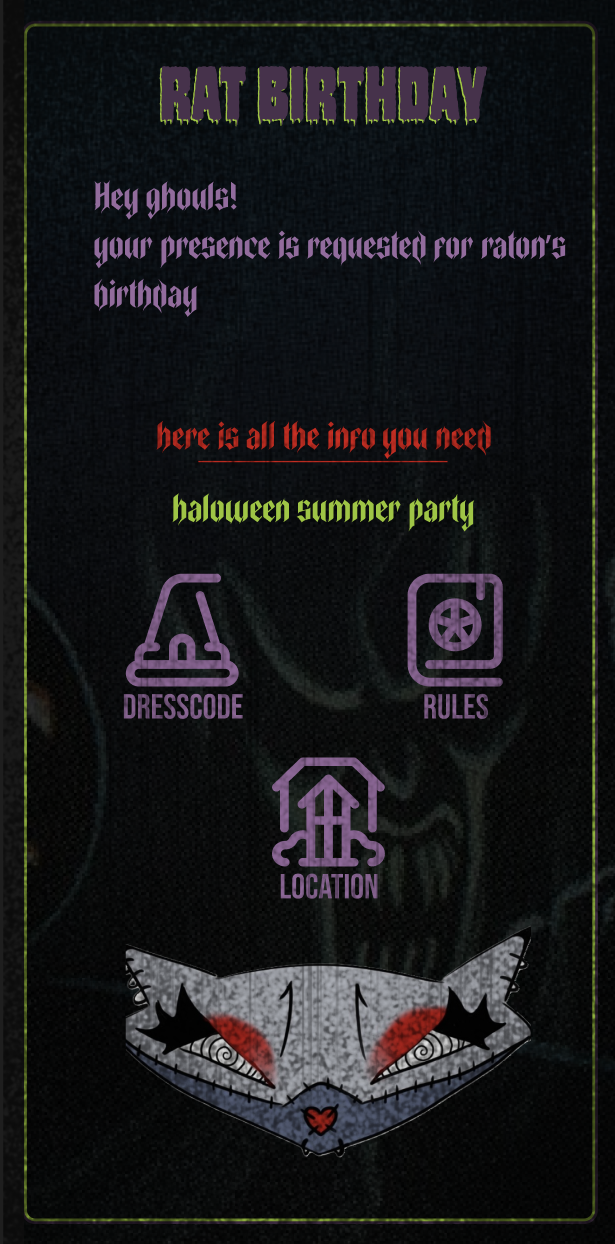 RAT BIRTHDAY
Hey ghouls!
your presence is requested for raton's
birthday
here is all the info you need
haloween summer party
DRESSCODE
RULES
LOCATION